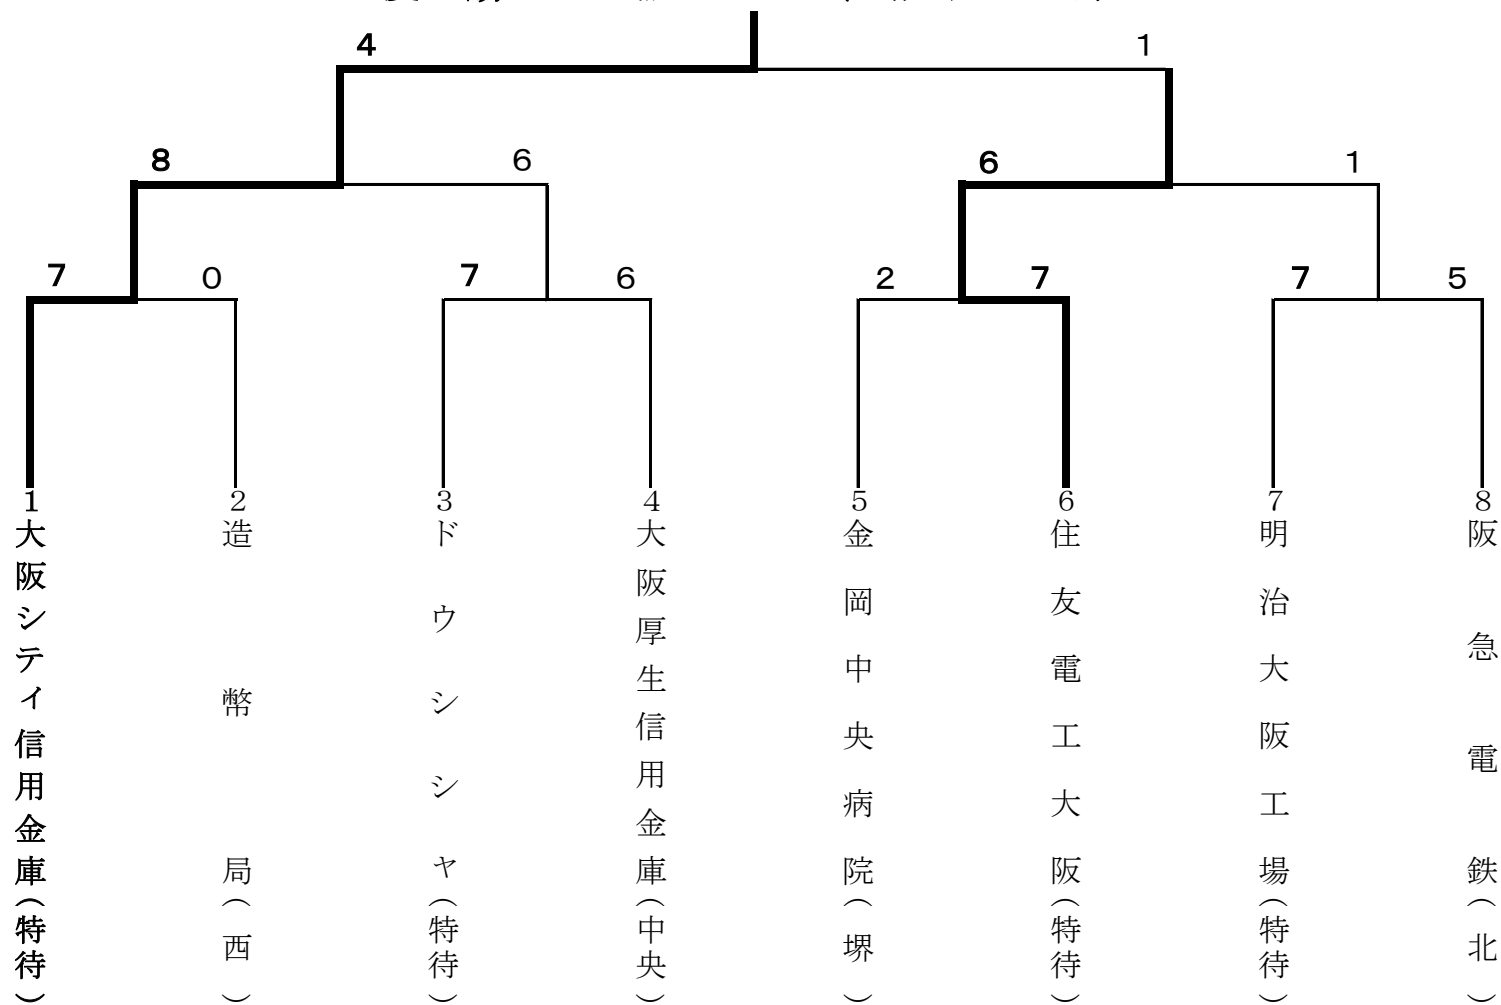 4 1
8 6 6 1
7 0 7 6 2 7 7 5
1 大阪シティ信用金庫(特待)
2 造幣局(西)
3 ドウシシャ(特待)
4 大阪厚生信用金庫(中央)
5 金岡中央病院(堺)
6 住友電工大阪(特待)
7 明治大阪工場(特待)
8 阪急電鉄(北)